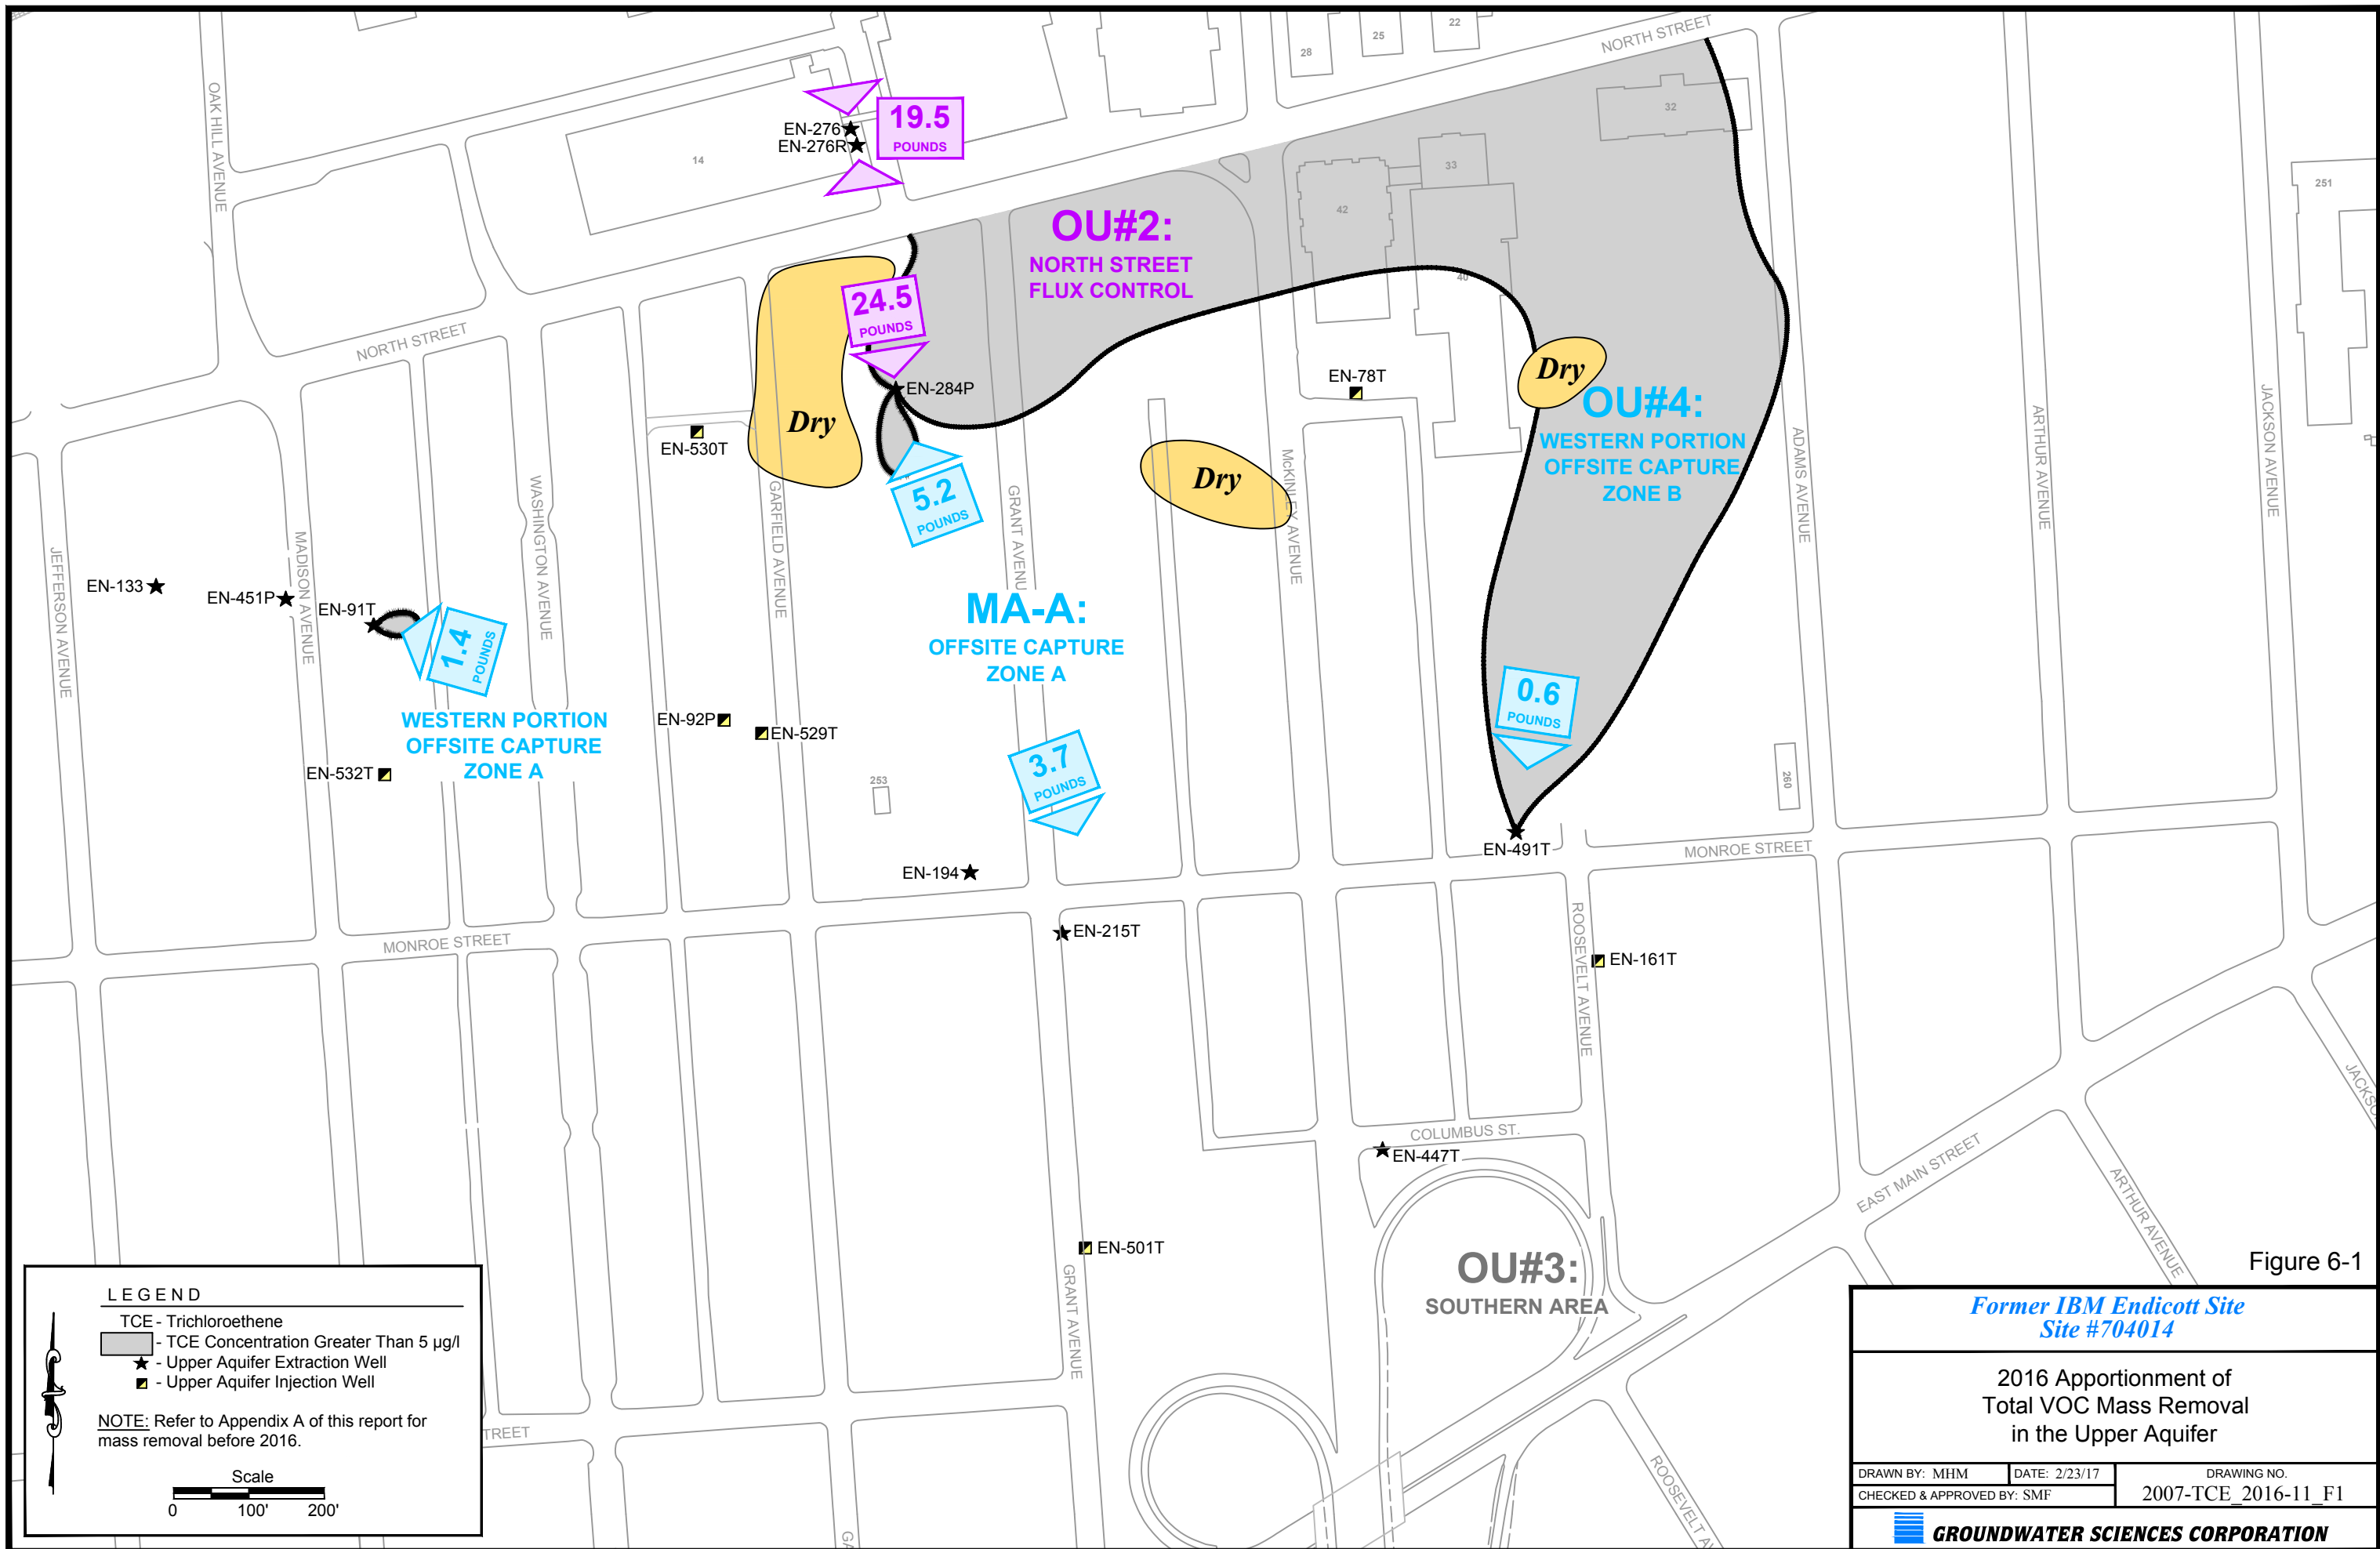 NORTH STREET
22
25
28
OAK HILL AVENUE
32
19.5
POUNDS
EN-276
EN-276R
14
33
251
42
OU#2:
NORTH STREET
FLUX CONTROL
40
24.5
POUNDS
NORTH STREET
EN-284P
EN-78T
Dry
OU#4:
WESTERN PORTION
OFFSITE CAPTURE
ZONE B
JACKSON AVENUE
ARTHUR AVENUE
ADAMS AVENUE
Dry
EN-530T
Dry
McKINLEY AVENUE
5.2
POUNDS
WASHINGTON AVENUE
GARFIELD AVENUE
GRANT AVENU
JEFFERSON AVENUE
MADISON AVENUE
EN-133
EN-451P
EN-91T
1.4
POUNDS
MA-A:
OFFSITE CAPTURE
ZONE A
WESTERN PORTION
OFFSITE CAPTURE
ZONE A
EN-92P
EN-529T
EN-532T
0.6
POUNDS
3.7
POUNDS
253
260
EN-491T
MONROE STREET
EN-194
EN-215T
MONROE STREET
ROOSEVELT AVENUE
EN-161T
COLUMBUS ST.
EN-447T
EAST MAIN STREET
ARTHUR AVENUE
JACKSO
EN-501T
GRANT AVENUE
OU#3:
SOUTHERN AREA
ROOSEVELT AV
TREET
GA
Figure 6-1
LEGEND
TCE - Trichloroethene
- TCE Concentration Greater Than 5 µg/l
- Upper Aquifer Extraction Well
- Upper Aquifer Injection Well
NOTE: Refer to Appendix A of this report for
mass removal before 2016.
Scale
0 100' 200'
Former IBM Endicott Site
Site #704014
2016 Apportionment of
Total VOC Mass Removal
in the Upper Aquifer
DRAWN BY: MHM
DATE: 2/23/17
DRAWING NO.
CHECKED & APPROVED BY: SMF
2007-TCE_2016-11_F1
GROUNDWATER SCIENCES CORPORATION